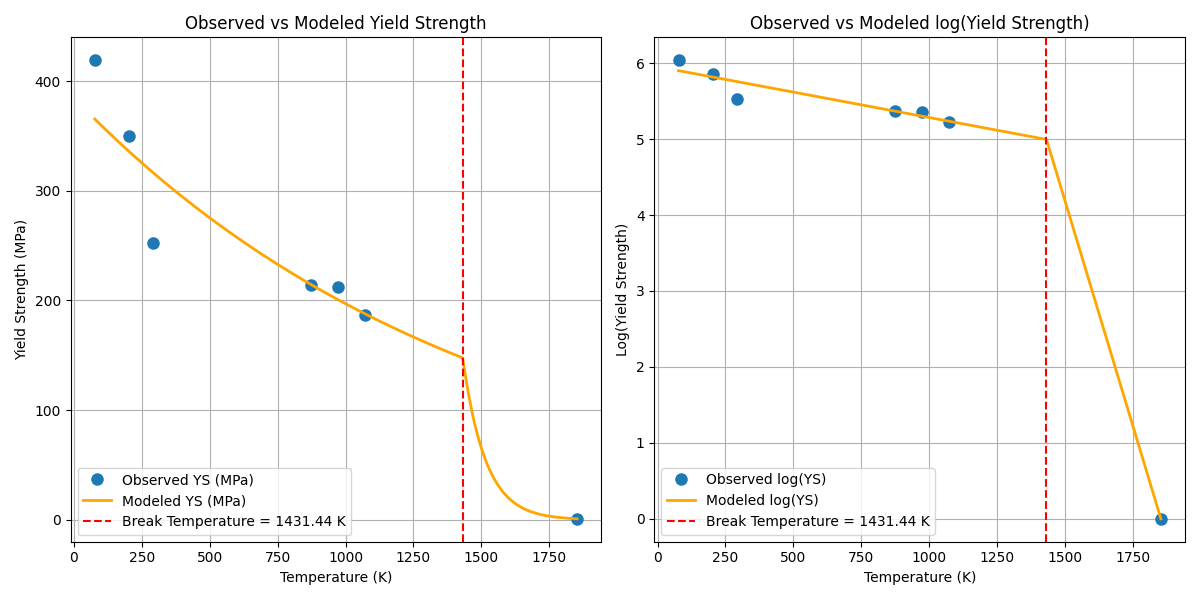 Observed vs Modeled Yield Strength
Yield Strength (MPa)
400
300
200
100
0
Observed YS (MPa)
Modeled YS (MPa)
Break Temperature = 1431.44 K
0 250 500 750 1000 1250 1500 1750
Temperature (K)
Observed vs Modeled log(Yield Strength)
Log(Yield Strength)
6
5
4
3
2
1
0
Observed log(YS)
Modeled log(YS)
Break Temperature = 1431.44 K
0 250 500 750 1000 1250 1500 1750
Temperature (K)